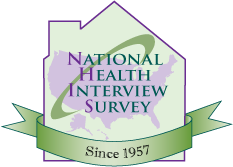 National
Health
Interview
Survey
Since 1957